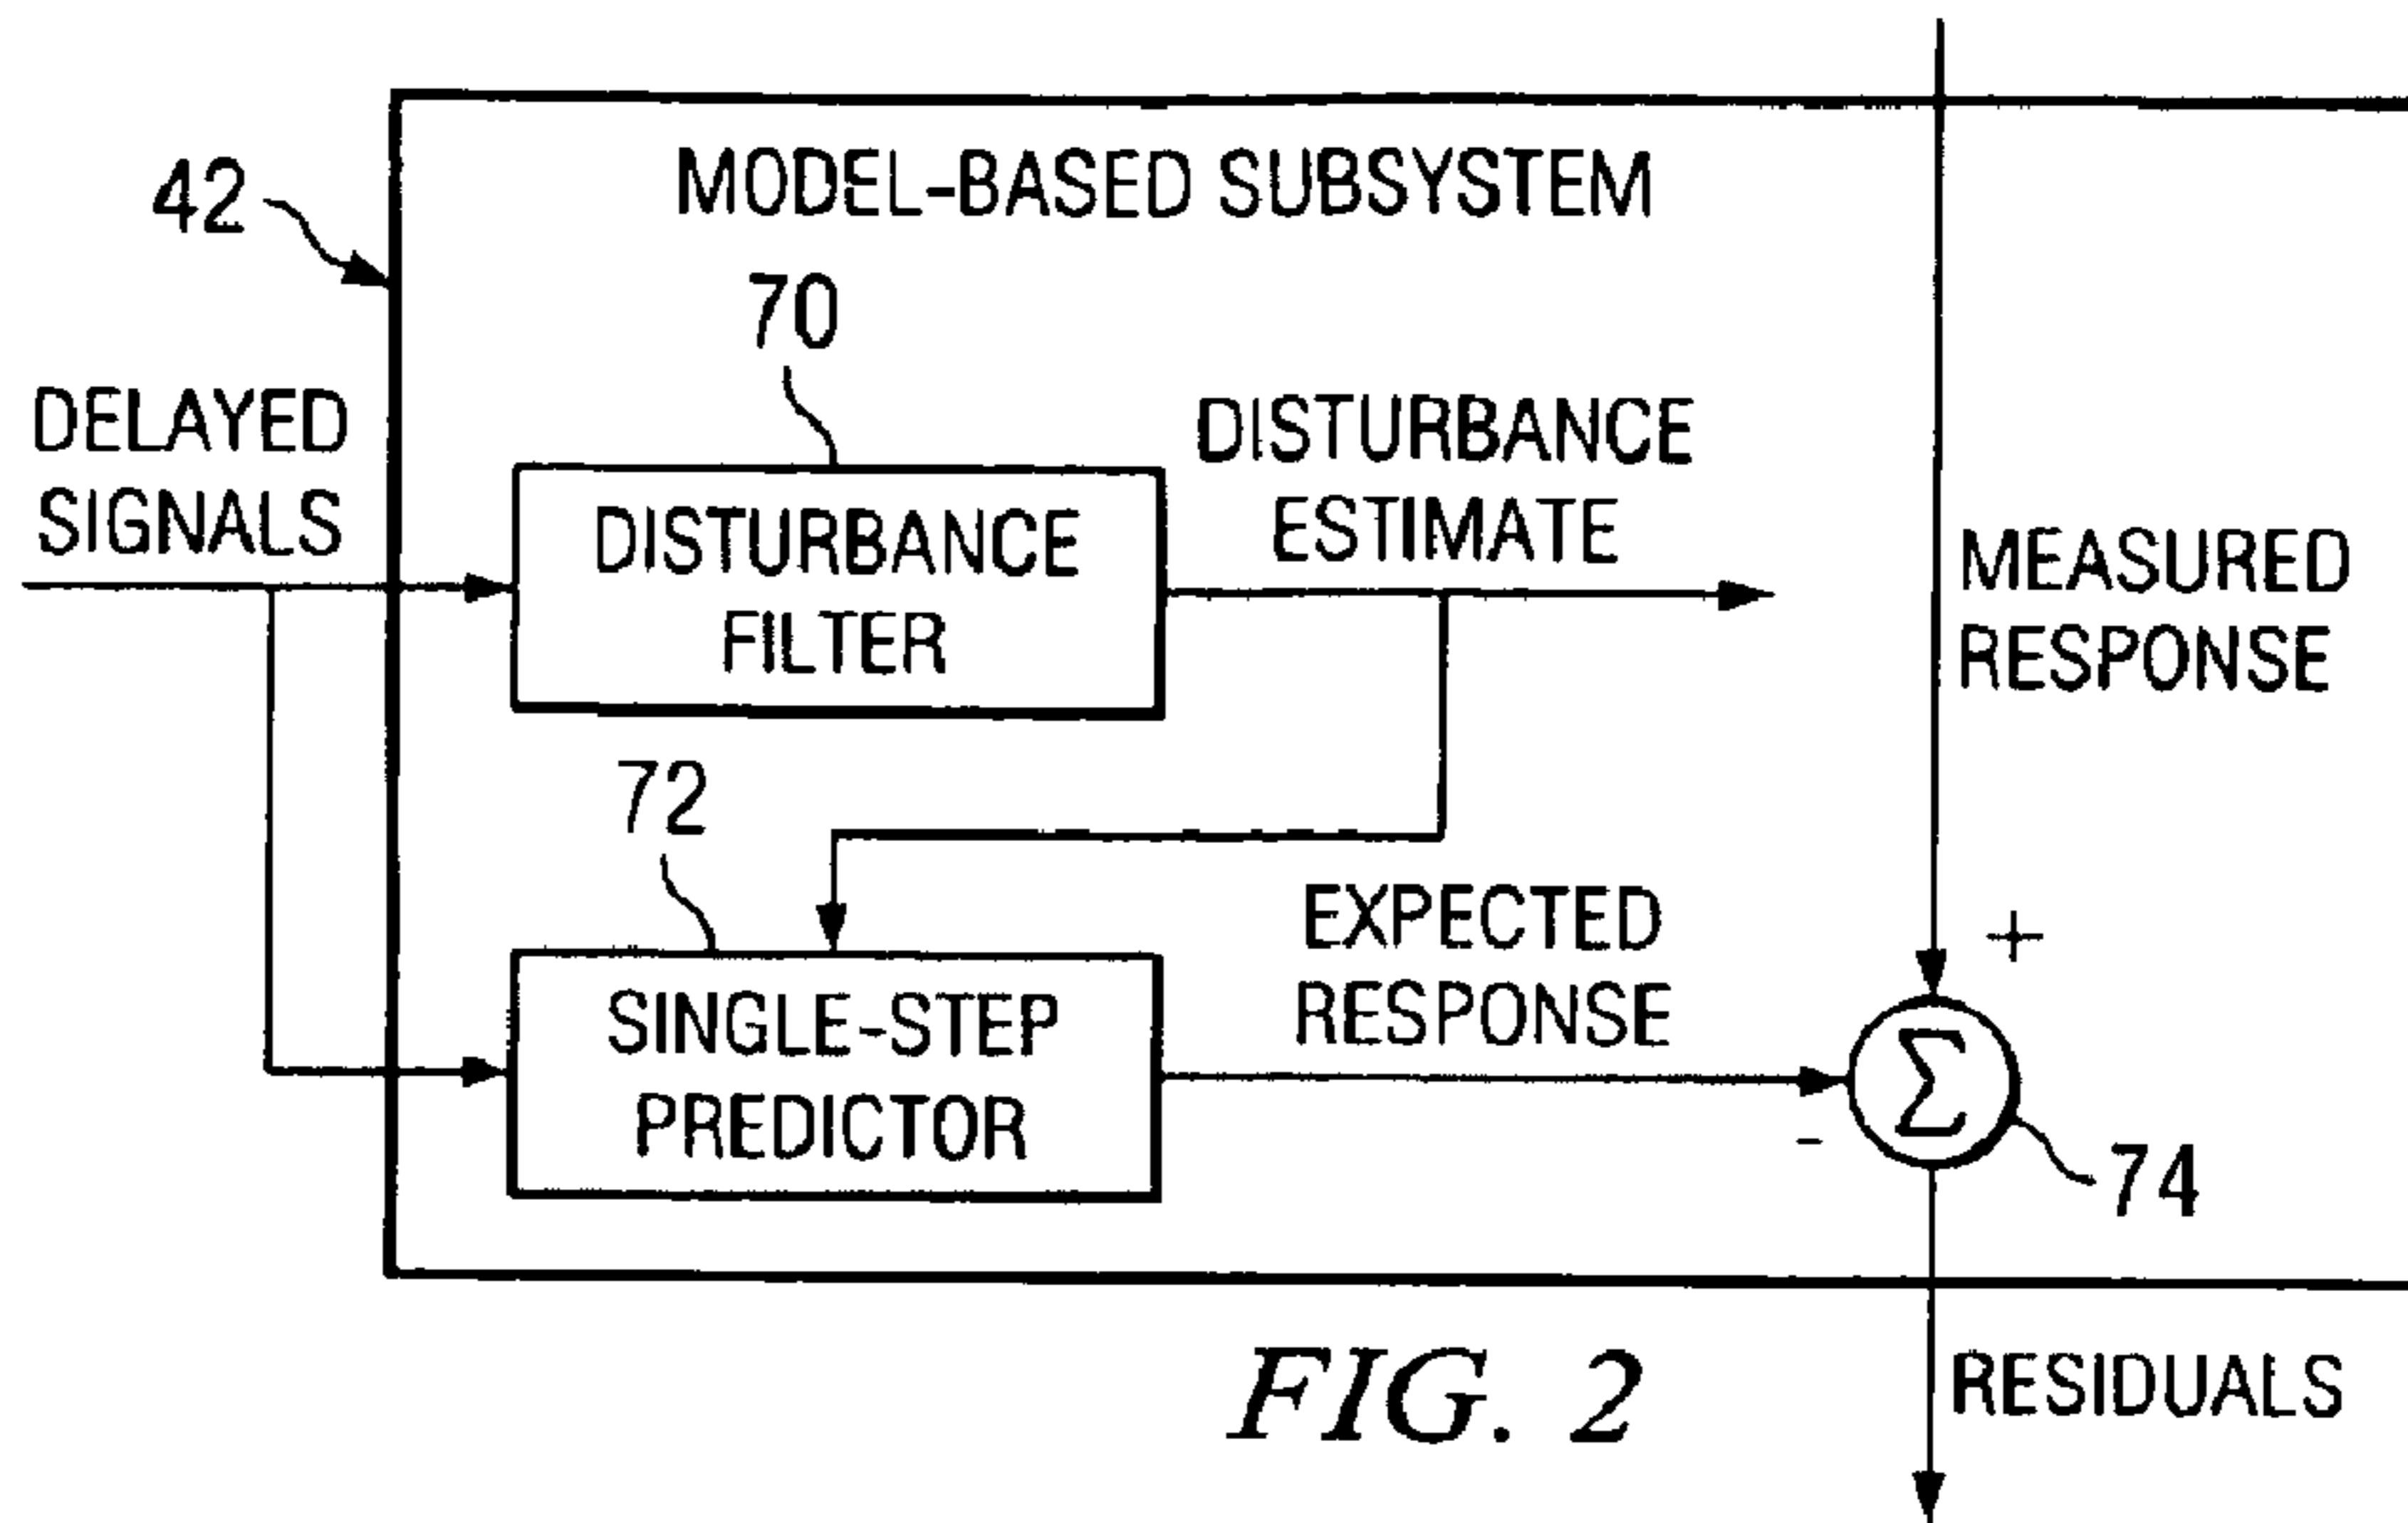 MODEL-BASED SUBSYSTEM
42
70
DELAYED
SIGNALS
DISTURBANCE
FILTER
DISTURBANCE
ESTIMATE
MEASURED
RESPONSE
72
SINGLE-STEP
PREDICTOR
EXPECTED
RESPONSE
+
-
Σ
74
RESIDUALS
FIG. 2